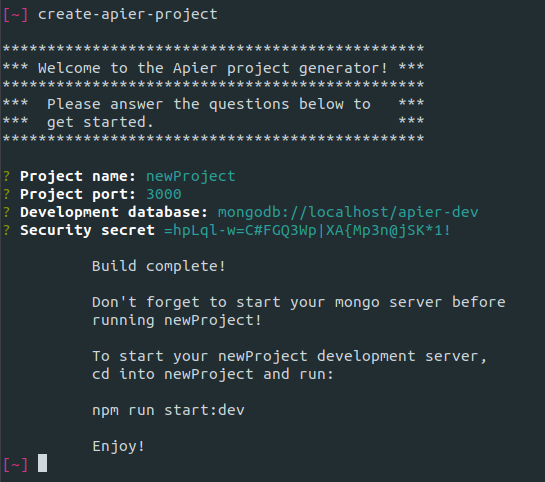 [~] create-apier-project
***********************************************
*** Welcome to the Apier project generator! ***
***********************************************
***  Please answer the questions below to   ***
***  get started.                           ***
***********************************************
? Project name: newProject
? Project port: 3000
? Development database: mongodb://localhost/apier-dev
? Security secret =hpLql-w=C#FGQ3Wp|XA{Mp3n@jSK*1!
Build complete!
Don't forget to start your mongo server before
running newProject!
To start your newProject development server,
cd into newProject and run:
npm run start:dev
Enjoy!
[~]